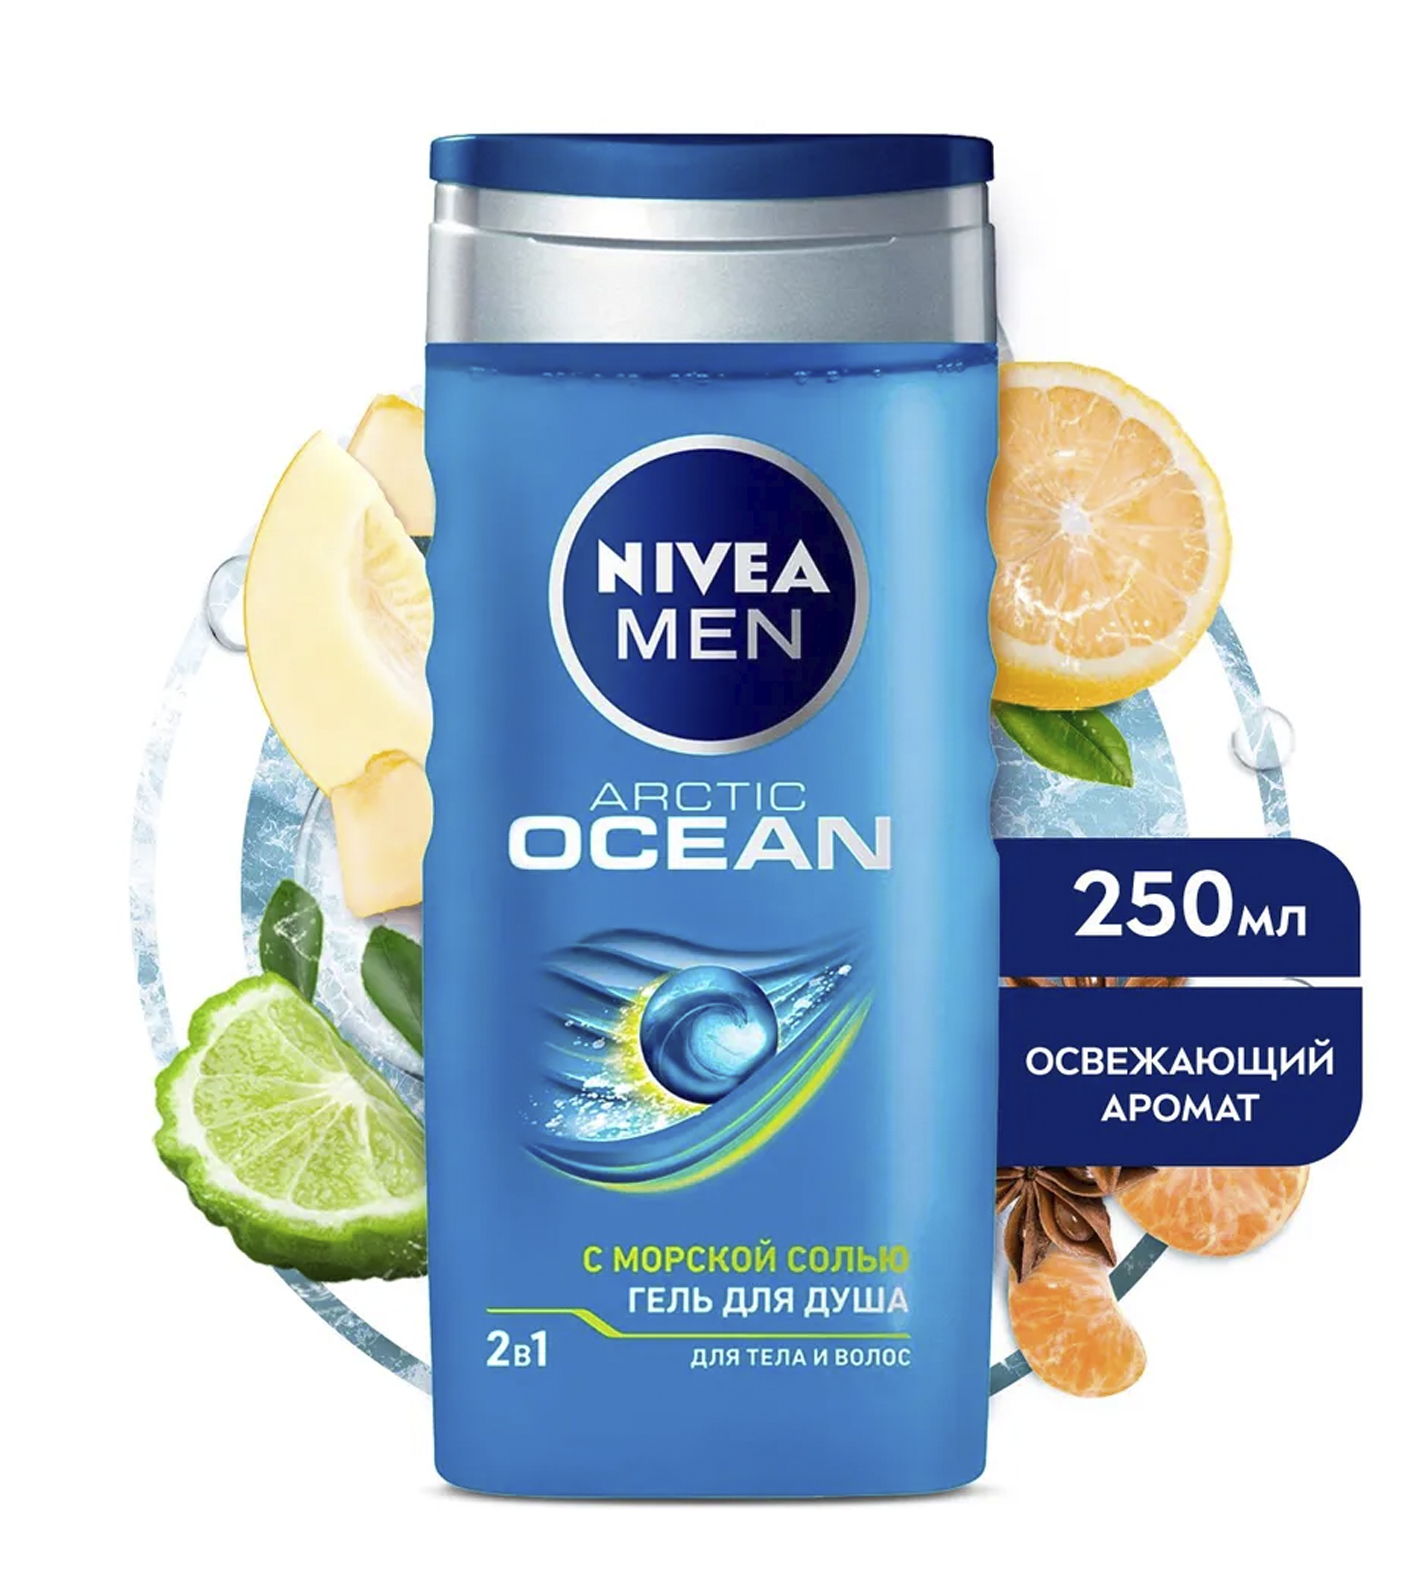 NIVEA
MEN
ARCTIC
OCEAN
250мл
ОСВЕЖАЮЩИЙ
АРОМАТ
С МОРСКОЙ СОЛЬЮ
ГЕЛЬ ДЛЯ ДУША
2в1
ДЛЯ ТЕЛА И ВОЛОС